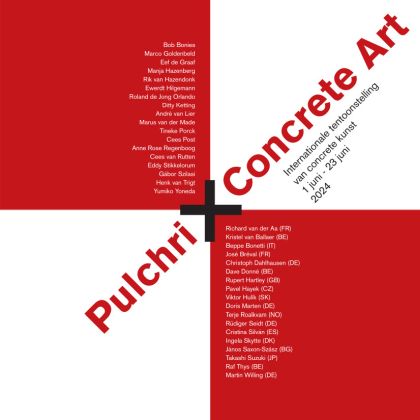 Bob Bonies
Marco Goldenbeld
Eef de Graaf
Manja Hazenberg
Rik van Hazendonk
Ewerdt Hilgemann
Roland de Jong Orlando
Ditty Ketting
André van Lier
Marus van der Made
Tineke Porck
Cees Post
Anne Rose Regenboog
Cees van Rutten
Eddy Stikkelorum
Gábor Szilasi
Henk van Trigt
Yumiko Yoneda
Pulchri + Concrete Art
Internationale tentoonstelling
van concrete kunst
1 juni - 23 juni
2024
Richard van der Aa (FR)
Kristel van Ballaer (BE)
Beppe Bonetti (IT)
José Bréval (FR)
Christoph Dahlhausen (DE)
Dave Donné (BE)
Rupert Hartley (GB)
Pavel Hayek (CZ)
Viktor Hulík (SK)
Doris Marten (DE)
Terje Roalkvam (NO)
Rüdiger Seidt (DE)
Cristina Silván (ES)
Ingela Skytte (DK)
János Saxon-Szász (BG)
Takashi Suzuki (JP)
Raf Thys (BE)
Martin Willing (DE)